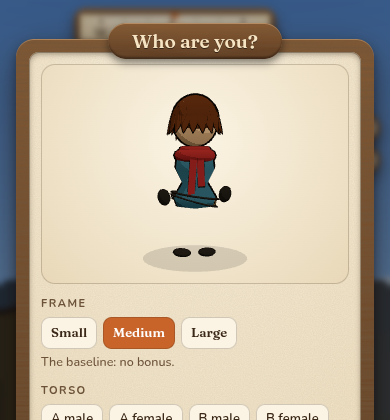 Who are you?
FRAME
Small Medium Large
The baseline: no bonus.
TORSO
A male A female B male B female